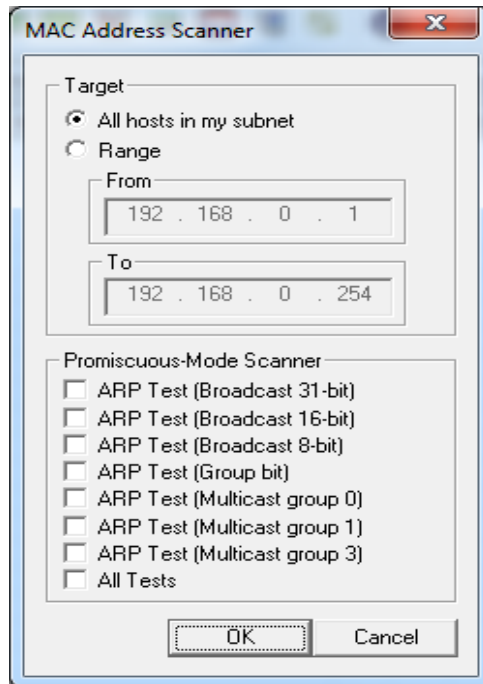 MAC Address Scanner
Target
All hosts in my subnet
Range
From
192 . 168 . 0 . 1
To
192 . 168 . 0 . 254
Promiscuous-Mode Scanner
ARP Test (Broadcast 31-bit)
ARP Test (Broadcast 16-bit)
ARP Test (Broadcast 8-bit)
ARP Test (Group bit)
ARP Test (Multicast group 0)
ARP Test (Multicast group 1)
ARP Test (Multicast group 3)
All Tests
OK Cancel